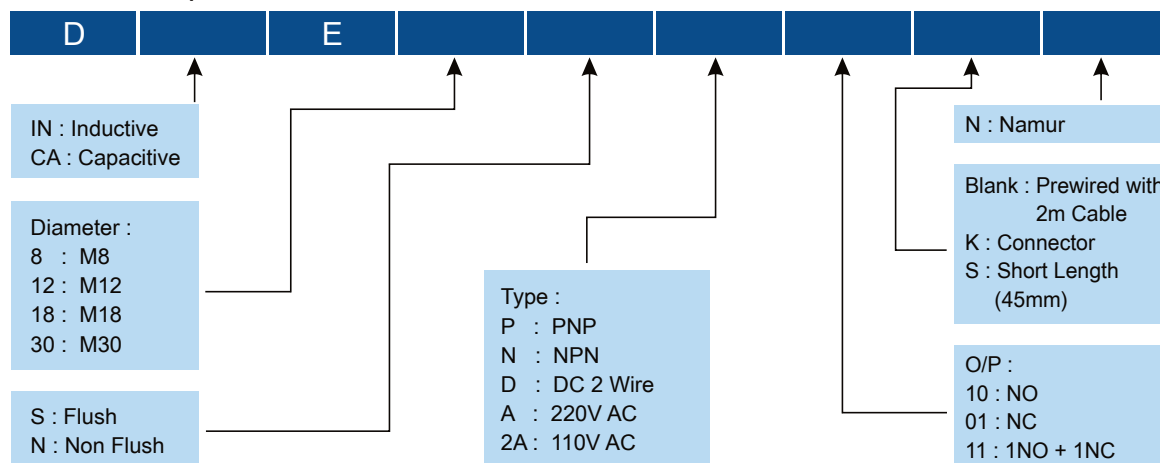 D E
IN : Inductive
CA : Capacitive
Diameter :
8 : M8
12 : M12
18 : M18
30 : M30
S : Flush
N : Non Flush
Type :
P : PNP
N : NPN
D : DC 2 Wire
A : 220V AC
2A : 110V AC
N : Namur
Blank : Prewired with
2m Cable
K : Connector
S : Short Length
(45mm)
O/P :
10 : NO
01 : NC
11 : 1NO + 1NC